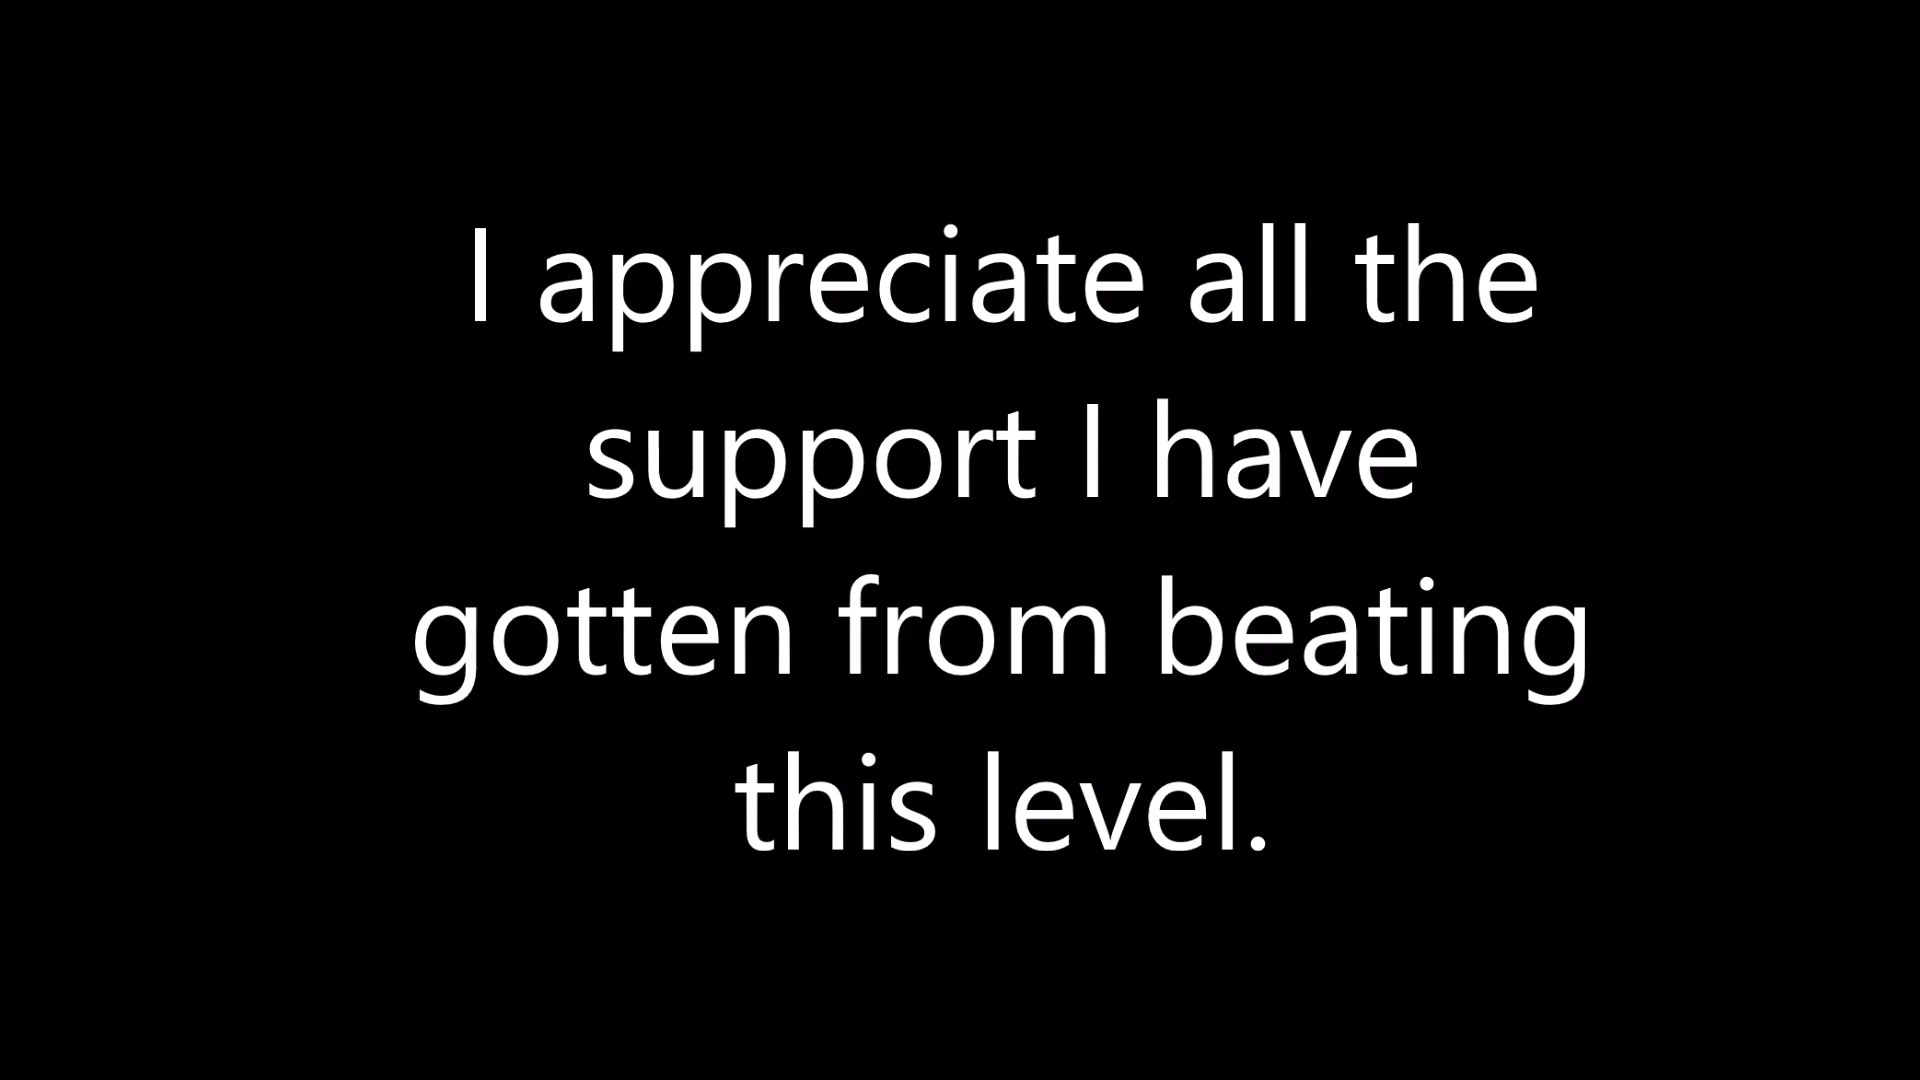 I appreciate all the
support I have
gotten from beating
this level.